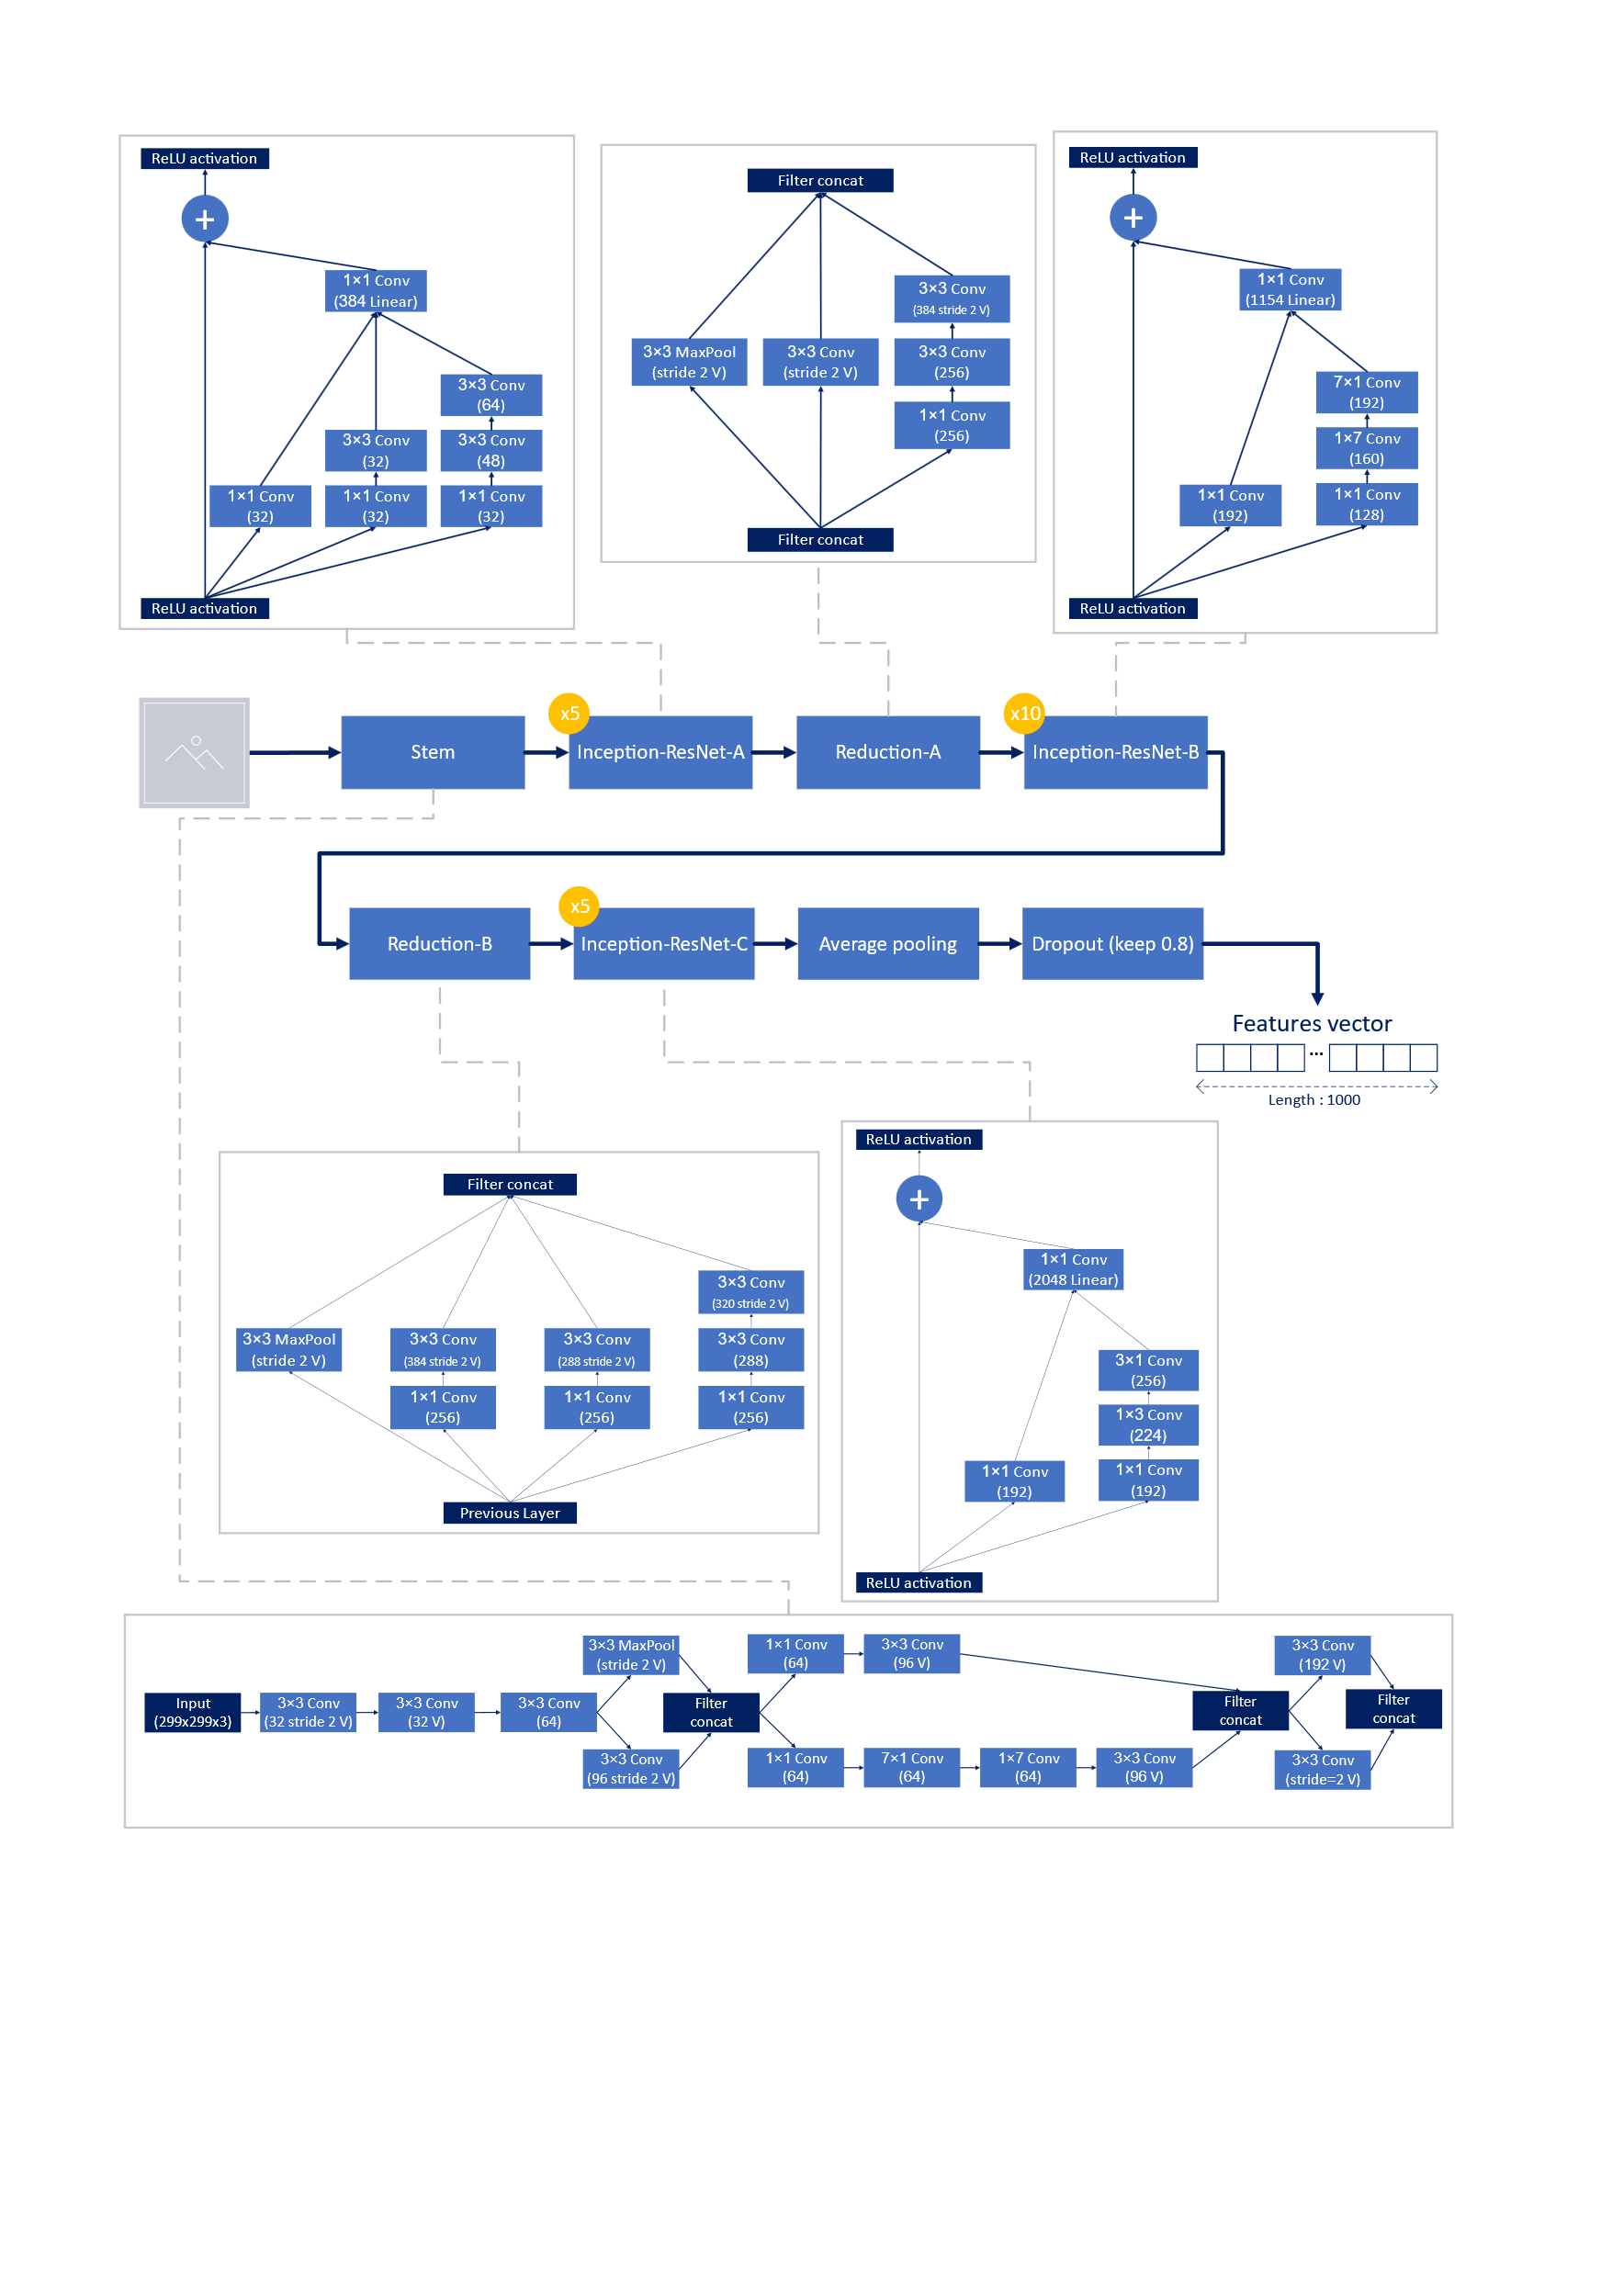 ReLU activation
+
1×1 Conv
(384 Linear)
3×3 Conv
(64)
3×3 Conv
(32)
3×3 Conv
(48)
1×1 Conv
(32)
1×1 Conv
(32)
1×1 Conv
(32)
ReLU activation
Filter concat
3×3 Conv
(384 stride 2 V)
3×3 MaxPool
(stride 2 V)
3×3 Conv
(stride 2 V)
3×3 Conv
(256)
1×1 Conv
(256)
Filter concat
ReLU activation
+
1×1 Conv
(1154 Linear)
7×1 Conv
(192)
1×7 Conv
(160)
1×1 Conv
(192)
1×1 Conv
(128)
ReLU activation
Stem
x5
Inception-ResNet-A
Reduction-A
x10
Inception-ResNet-B
Reduction-B
x5
Inception-ResNet-C
Average pooling
Dropout (keep 0.8)
Features vector
...
Length : 1000
Filter concat
3×3 Conv
(320 stride 2 V)
3×3 MaxPool
(stride 2 V)
3×3 Conv
(384 stride 2 V)
3×3 Conv
(288 stride 2 V)
3×3 Conv
(288)
1×1 Conv
(256)
1×1 Conv
(256)
1×1 Conv
(256)
Previous Layer
ReLU activation
+
1×1 Conv
(2048 Linear)
3×1 Conv
(256)
1×3 Conv
(224)
1×1 Conv
(192)
1×1 Conv
(192)
ReLU activation
Input
(299x299x3)
3×3 Conv
(32 stride 2 V)
3×3 Conv
(32 V)
3×3 Conv
(64)
3×3 MaxPool
(stride 2 V)
3×3 Conv
(96 stride 2 V)
Filter
concat
1×1 Conv
(64)
3×3 Conv
(96 V)
1×1 Conv
(64)
7×1 Conv
(64)
1×7 Conv
(64)
3×3 Conv
(96 V)
Filter
concat
3×3 Conv
(192 V)
3×3 Conv
(stride=2 V)
Filter
concat